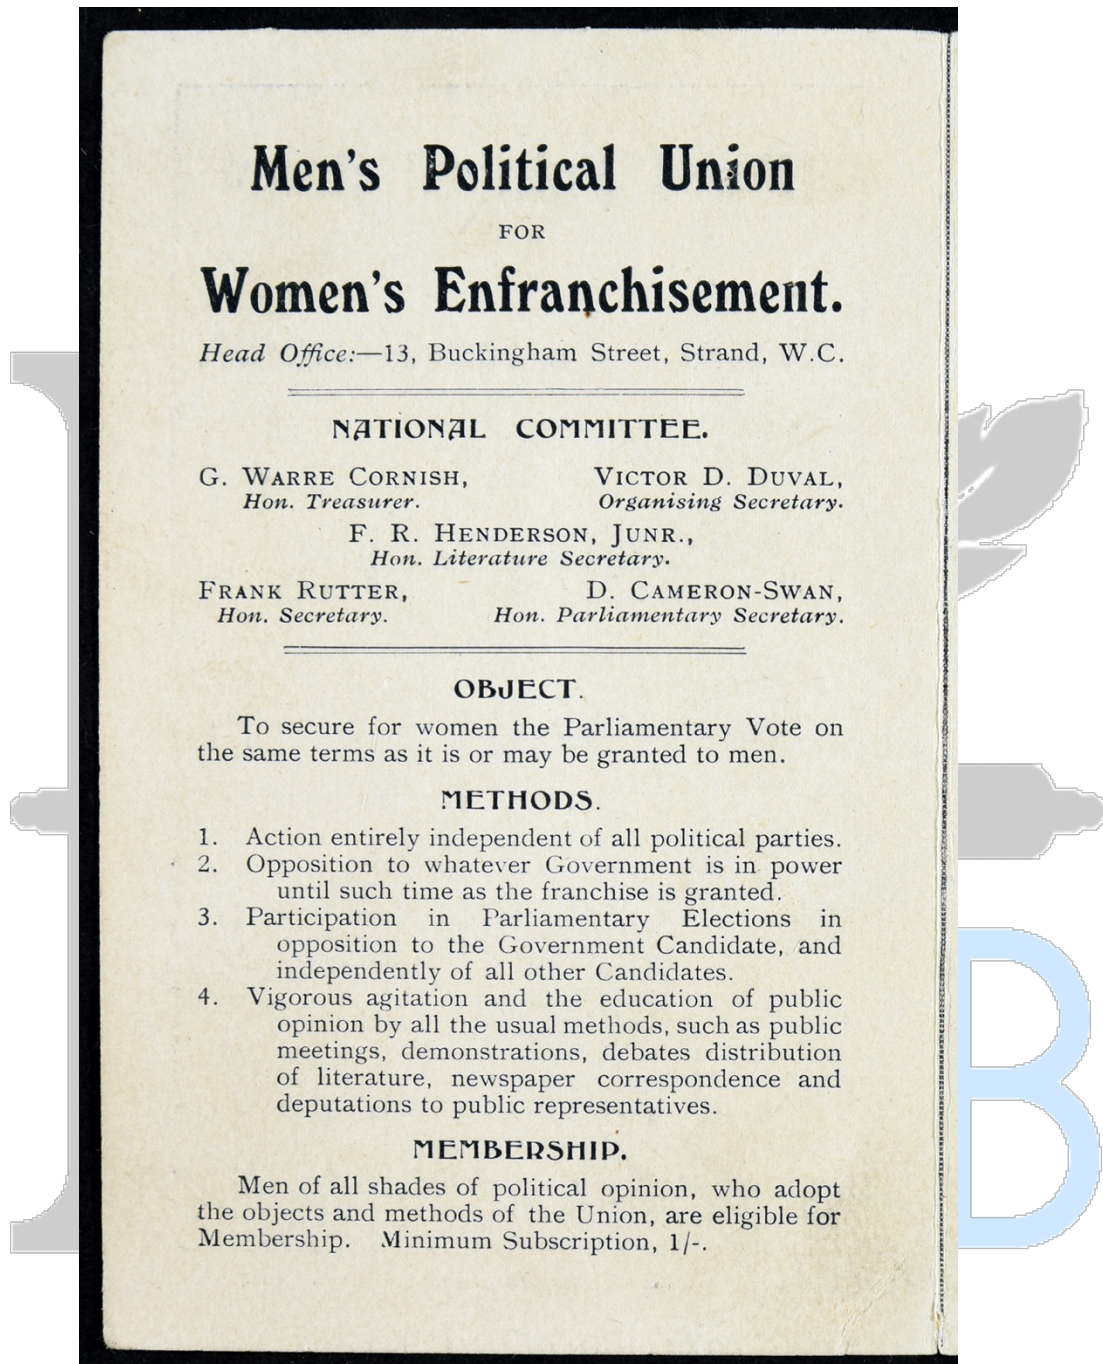 Men's Political Union
FOR
Women's Enfranchisement.
Head Office:—13, Buckingham Street, Strand, W.C.
NATIONAL COMMITTEE.
G. WARRE CORNISH, VICTOR D. DUVAL,
Hon. Treasurer. Organising Secretary.
F. R. HENDERSON, JUNR.,
Hon. Literature Secretary.
FRANK RUTTER, D. CAMERON-SWAN,
Hon. Secretary. Hon. Parliamentary Secretary.
OBJECT.
To secure for women the Parliamentary Vote on
the same terms as it is or may be granted to men.
METHODS.
1. Action entirely independent of all political parties.
2. Opposition to whatever Government is in power
until such time as the franchise is granted.
3. Participation in Parliamentary Elections in
opposition to the Government Candidate, and
independently of all other Candidates.
4. Vigorous agitation and the education of public
opinion by all the usual methods, such as public
meetings, demonstrations, debates distribution
of literature, newspaper correspondence and
deputations to public representatives.
MEMBERSHIP.
Men of all shades of political opinion, who adopt
the objects and methods of the Union, are eligible for
Membership. Minimum Subscription, 1/-.
B